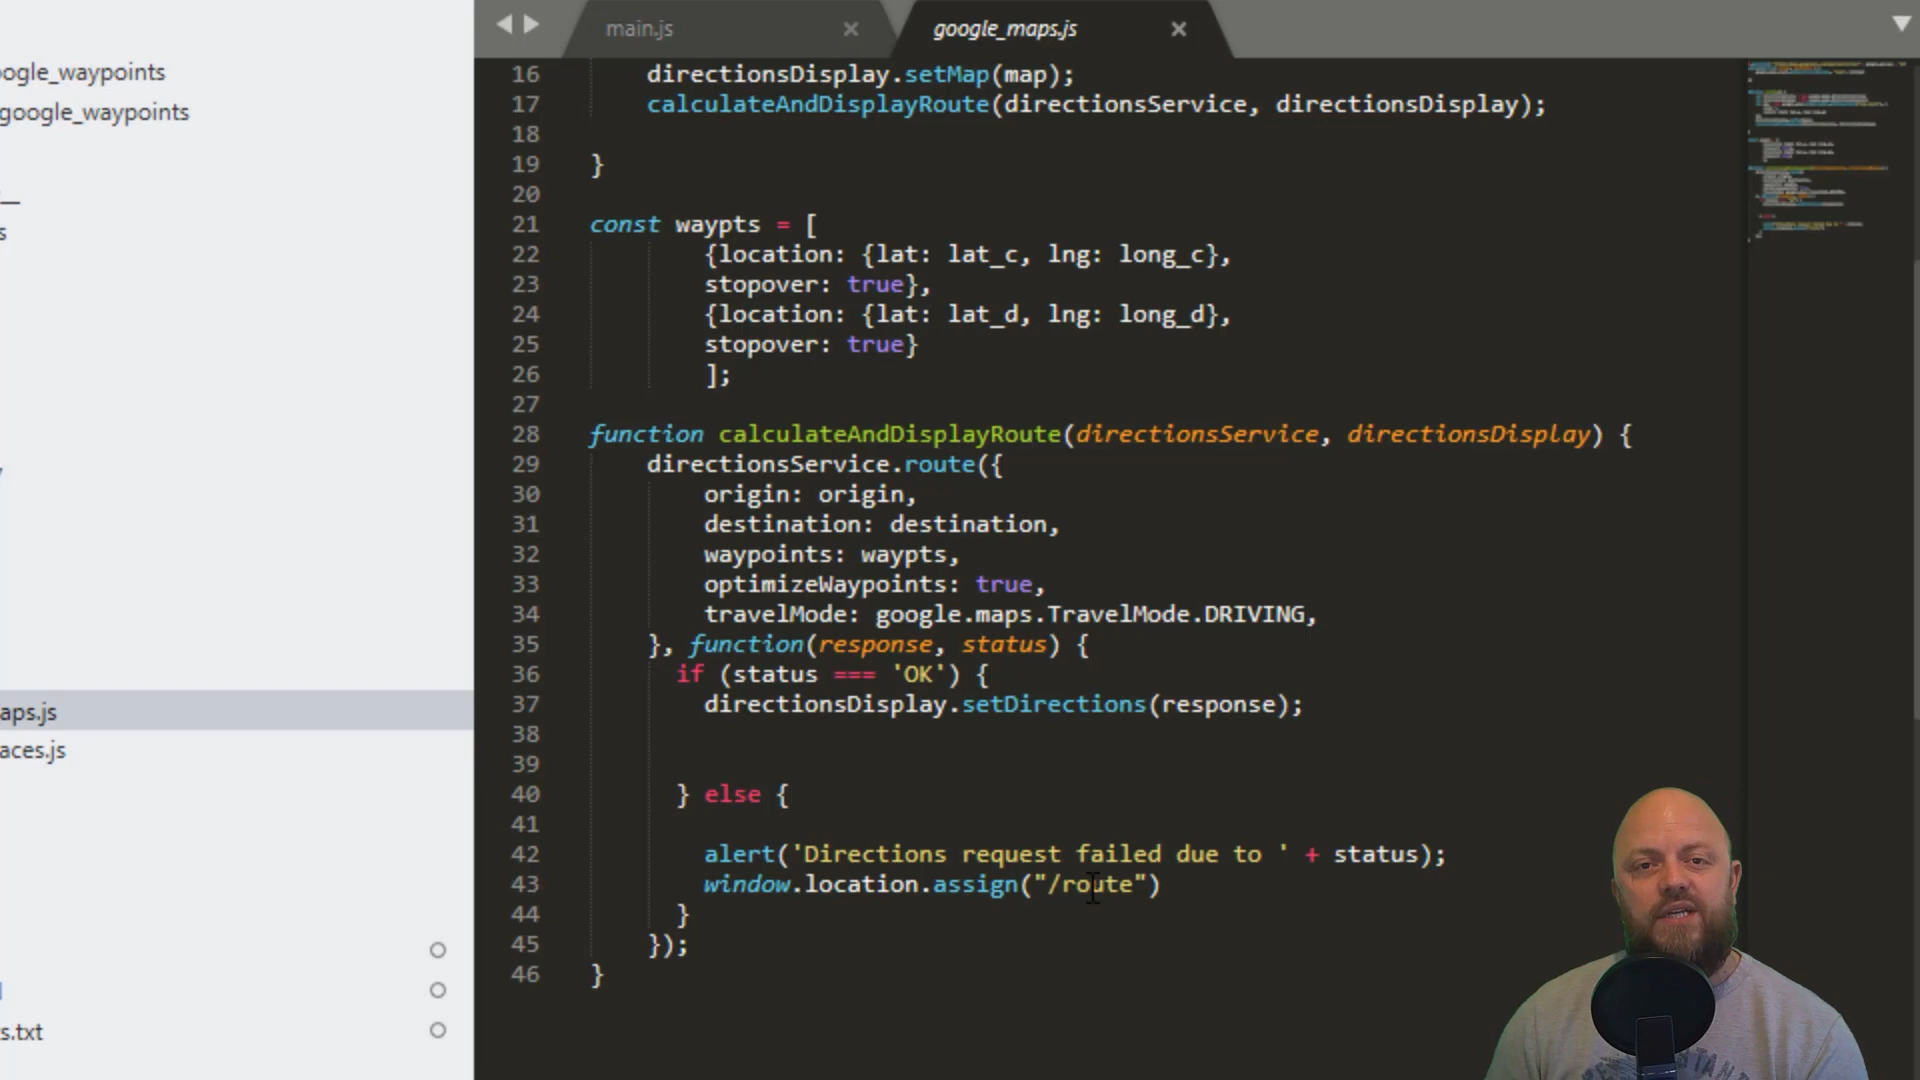 main.js
google_maps.js
ogle_waypoints
google_waypoints
s
aps.js
aces.js
s.txt
16 directionsDisplay.setMap(map);
17 calculateAndDisplayRoute(directionsService, directionsDisplay);
18
19 }
20
21 const waypts = [
22 {location: {lat: lat_c, lng: long_c},
23 stopover: true},
24 {location: {lat: lat_d, lng: long_d},
25 stopover: true}
26 ];
27
28 function calculateAndDisplayRoute(directionsService, directionsDisplay) {
29 directionsService.route({
30 origin: origin,
31 destination: destination,
32 waypoints: waypts,
33 optimizeWaypoints: true,
34 travelMode: google.maps.TravelMode.DRIVING,
35 }, function(response, status) {
36 if (status === 'OK') {
37 directionsDisplay.setDirections(response);
38
39
40 } else {
41
42 alert('Directions request failed due to ' + status);
43 window.location.assign("/route")
44 }
45 });
46 }